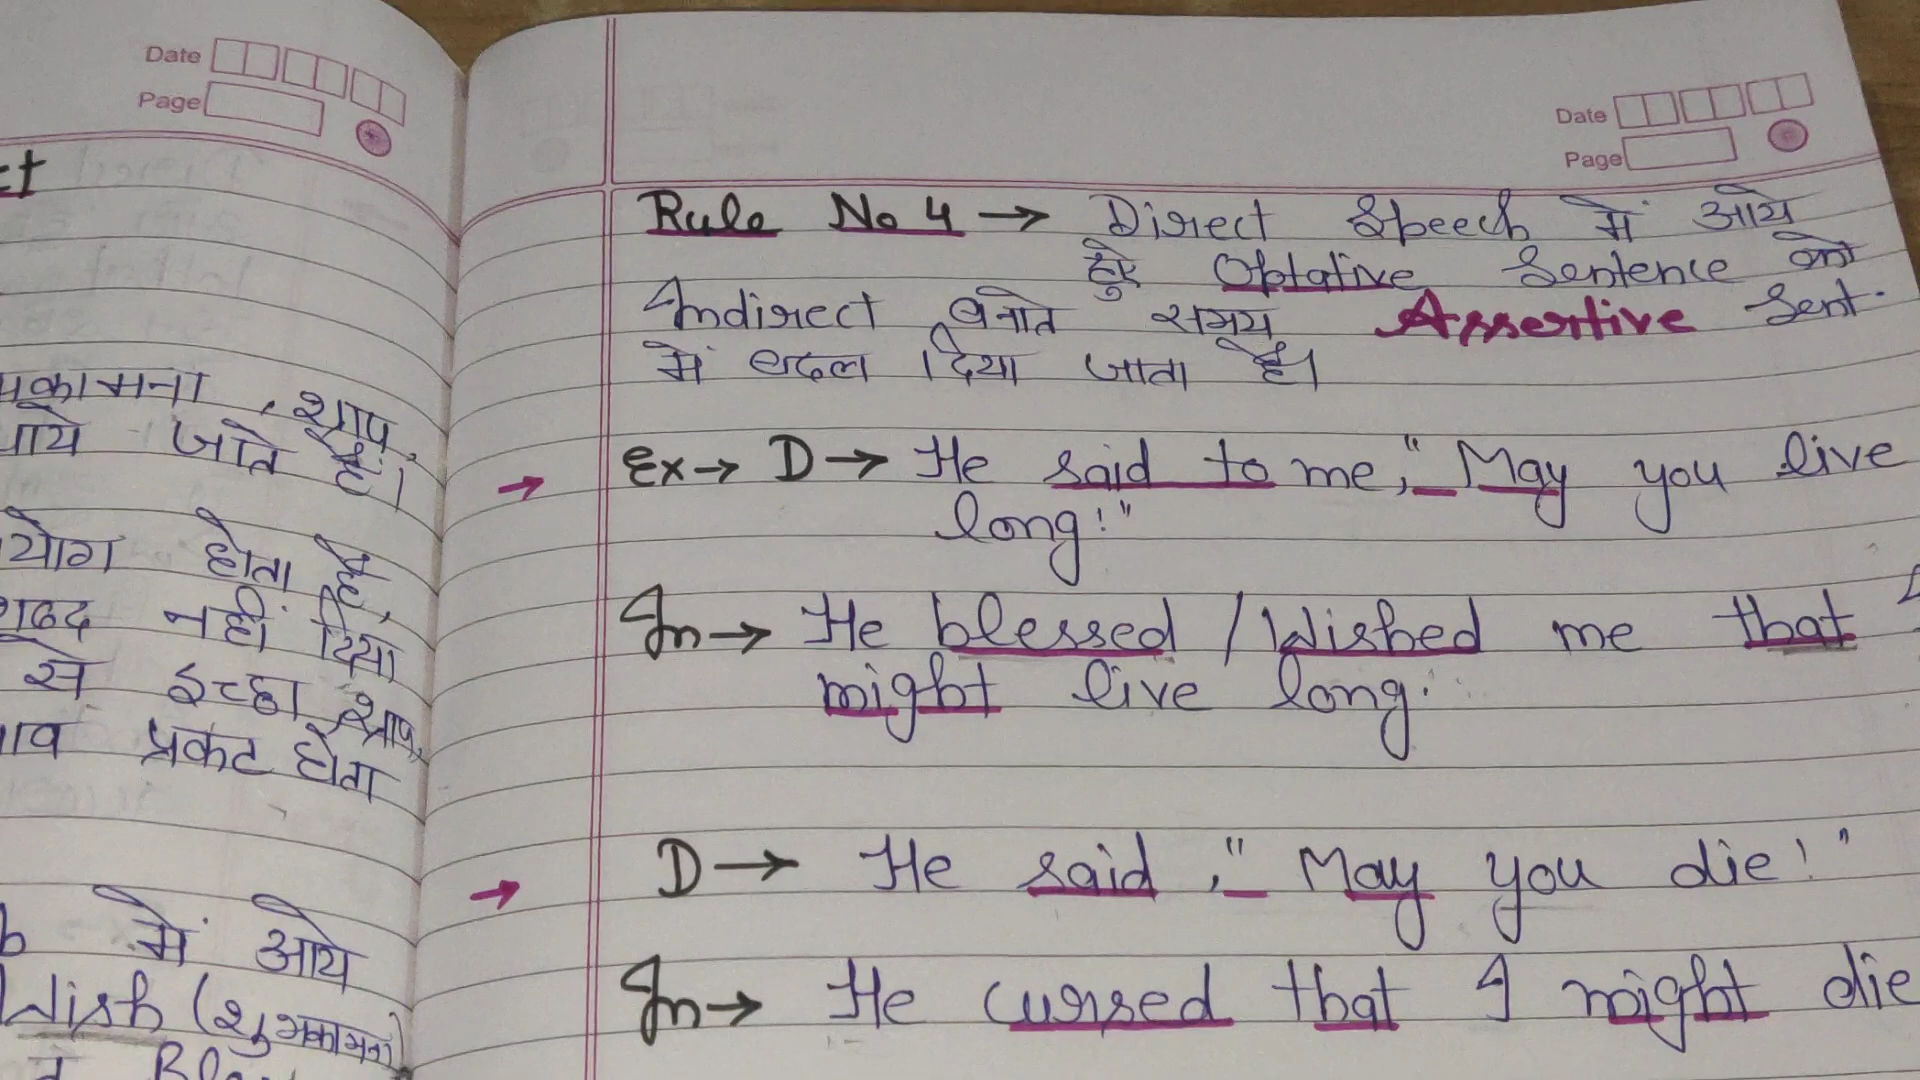 Date
Page
ct
शाप,
जाते हैं।
योग होता है,
शब्द नहीं दिया
से इच्छा शाप,
भाव प्रकट होता
में आये
Wish (शुभकामना)
Date
Page
Rule No 4 → Direct Speech में आये
हुए Optative Sentence को
Indirect बनाते समय Assertive Sent.
में बदल दिया जाता है।
→ Ex → D → He said to me, "May you live
long!"
In → He blessed / Wished me that I
might live long.
→ D → He said, "May you die!"
In → He cursed that I might die